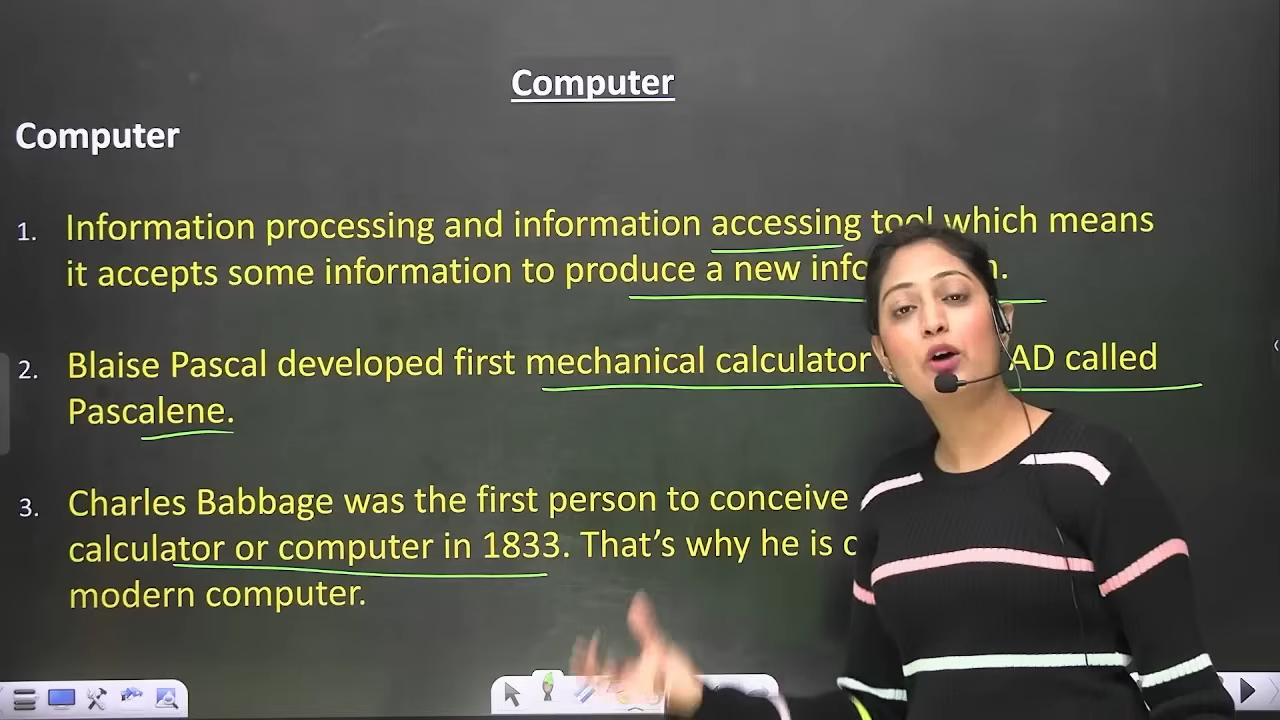 Computer
Computer
1. Information processing and information accessing tool which means
it accepts some information to produce a new
2. Blaise Pascal developed first mechanical calculator AD called
Pascalene.
3. Charles Babbage was the first person to conceive
calculator or computer in 1833. That’s why he is
modern computer.